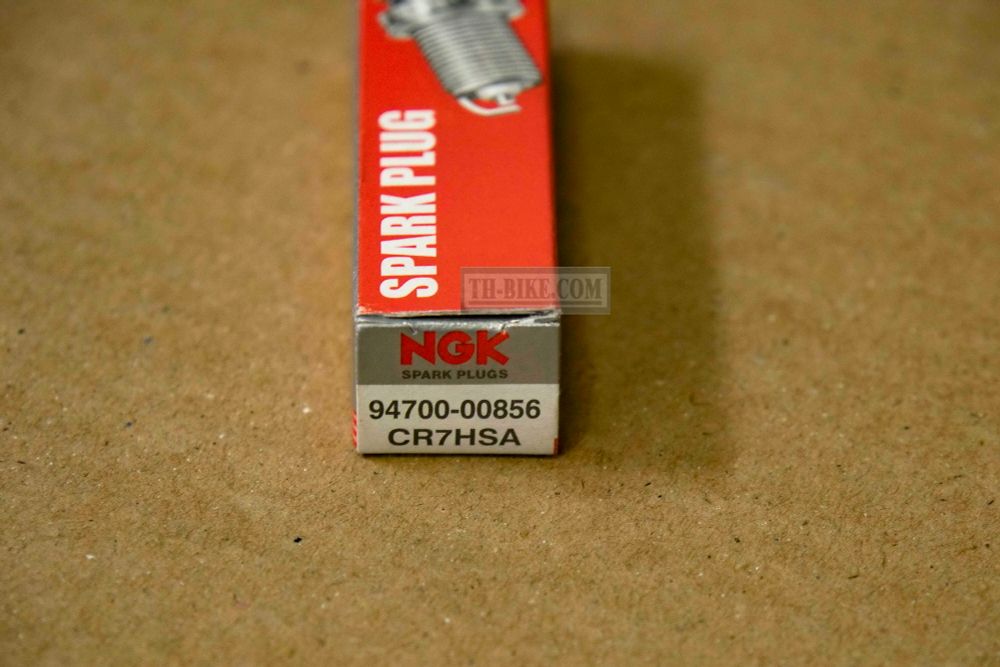 SPARK PLUG
TH-BIKE.COM
NGK
SPARK PLUGS
94700-00856
CR7HSA